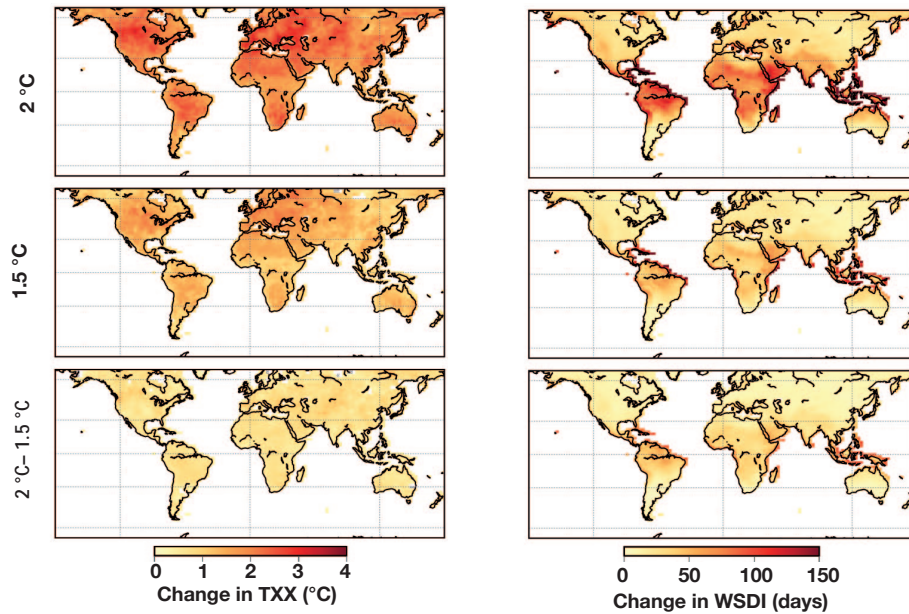 2 °C
1.5 °C
2 °C– 1.5 °C
0 1 2 3 4
Change in TXX (°C)
0 50 100 150
Change in WSDI (days)